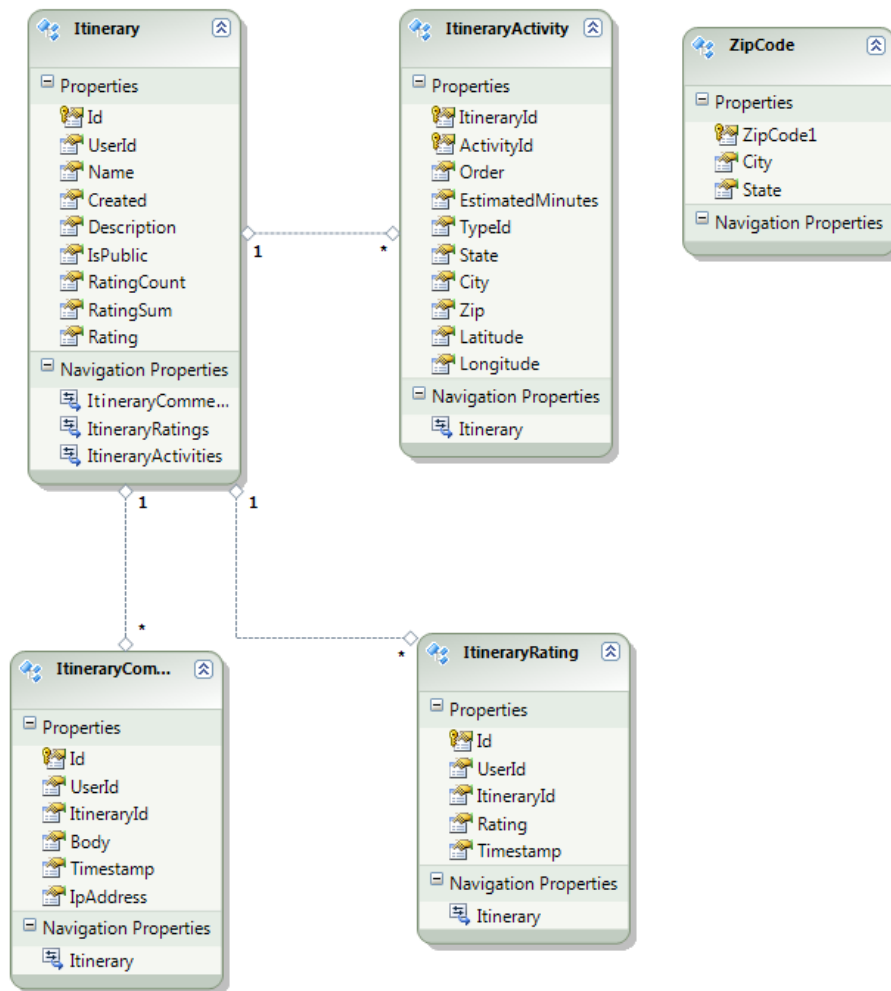 Itinerary
Properties
Id
UserId
Name
Created
Description
IsPublic
RatingCount
RatingSum
Rating
Navigation Properties
ItineraryComme...
ItineraryRatings
ItineraryActivities
ItineraryActivity
Properties
ItineraryId
ActivityId
Order
EstimatedMinutes
TypeId
State
City
Zip
Latitude
Longitude
Navigation Properties
Itinerary
ZipCode
Properties
ZipCode1
City
State
Navigation Properties
1
*
1
1
*
*
ItineraryCom...
Properties
Id
UserId
ItineraryId
Body
Timestamp
IpAddress
Navigation Properties
Itinerary
ItineraryRating
Properties
Id
UserId
ItineraryId
Rating
Timestamp
Navigation Properties
Itinerary